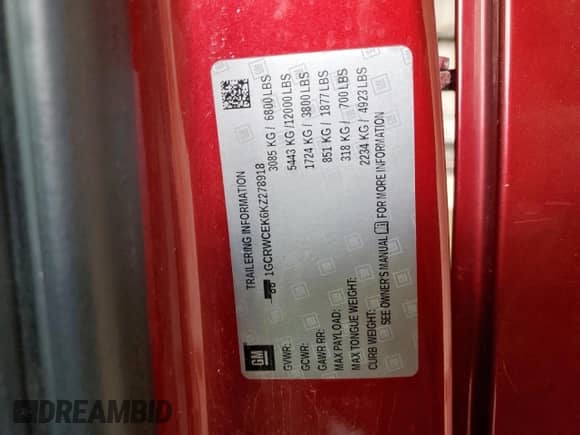 TRAILERING INFORMATION
1GCRWCEK6KZ278918
GM
GVWR: 3085 KG / 6800 LBS
GCWR: 5443 KG / 12000 LBS
GAWR RR: 1724 KG / 3800 LBS
MAX PAYLOAD: 851 KG / 1877 LBS
MAX TONGUE WEIGHT: 318 KG / 700 LBS
CURB WEIGHT: 2234 KG / 4923 LBS
SEE OWNER'S MANUAL FOR MORE INFORMATION
DREAMBID